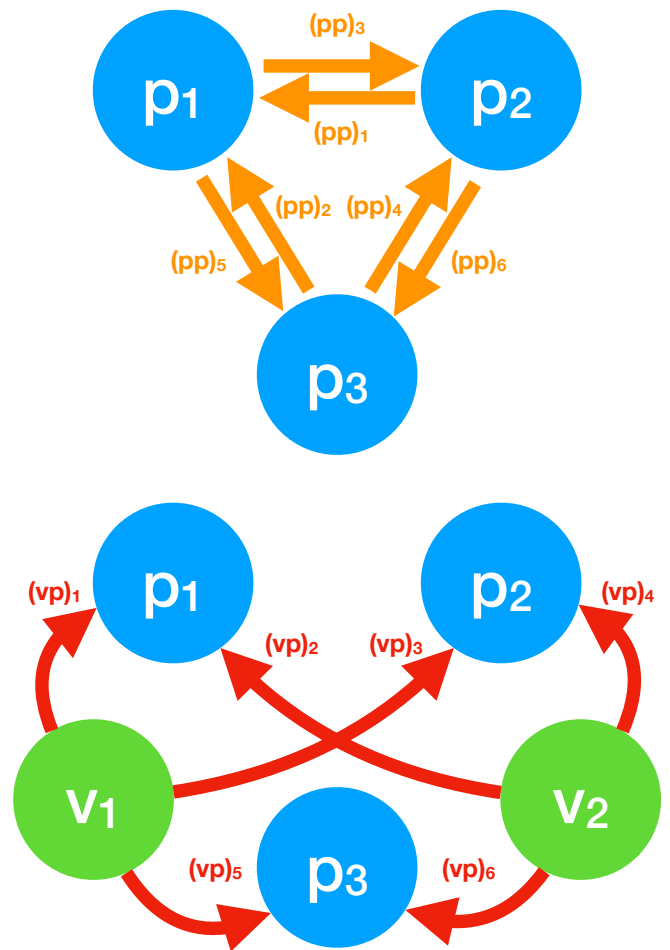 (pp)₃
p₁ p₂
(pp)₁
(pp)₂ (pp)₄
(pp)₅ (pp)₆
p₃
p₁ p₂
(vp)₁ (vp)₄
(vp)₂ (vp)₃
v₁ v₂
(vp)₅ p₃ (vp)₆